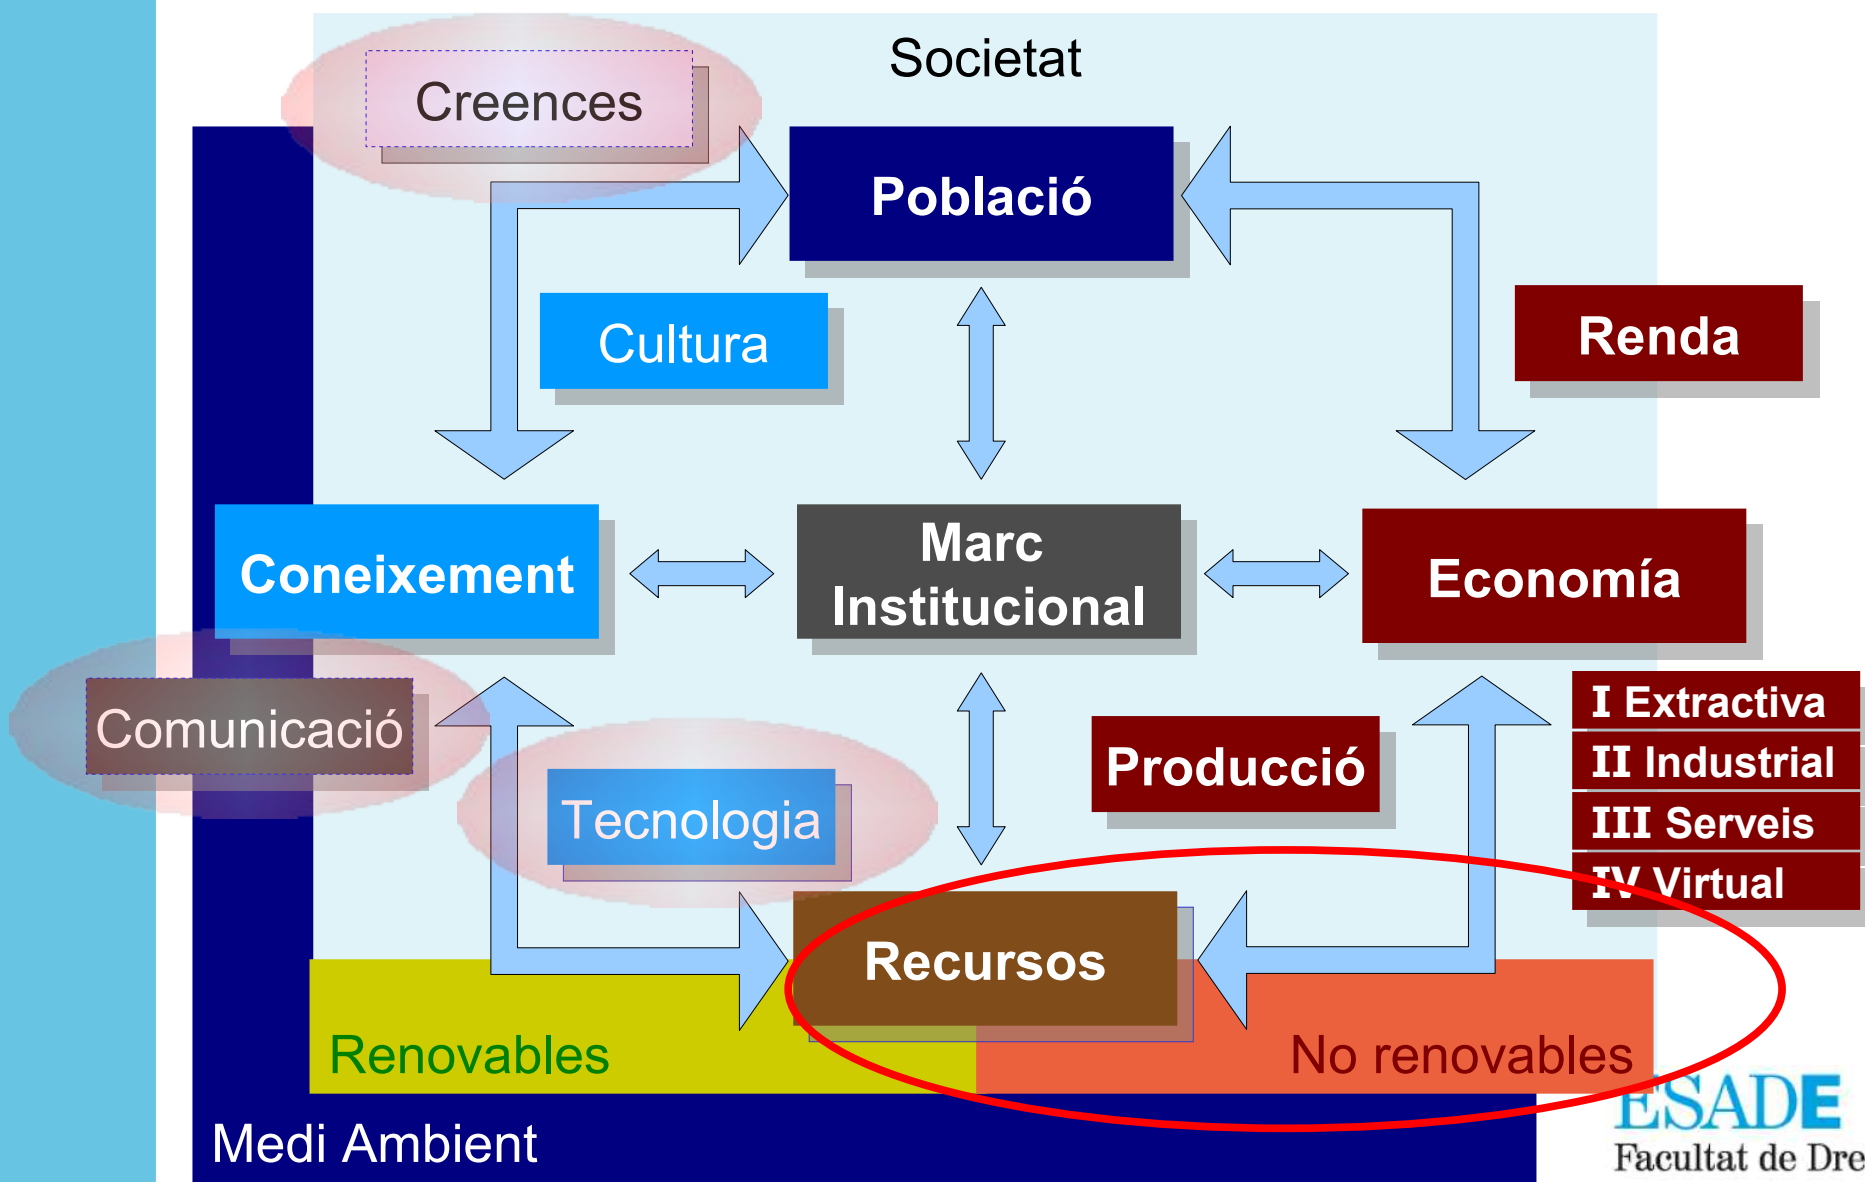 Societat
Creences
Població
Cultura
Renda
Coneixement
Marc
Institucional
Economía
Comunicació
Tecnologia
Producció
I Extractiva
II Industrial
III Serveis
IV Virtual
Recursos
Renovables
No renovables
Medi Ambient
ESADE
Facultat de Dre